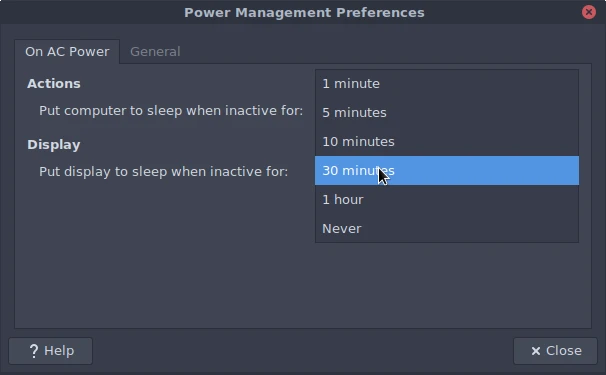 Power Management Preferences
On AC Power General
Actions
Put computer to sleep when inactive for:
Display
Put display to sleep when inactive for:
1 minute
5 minutes
10 minutes
30 minutes
1 hour
Never
? Help
Close